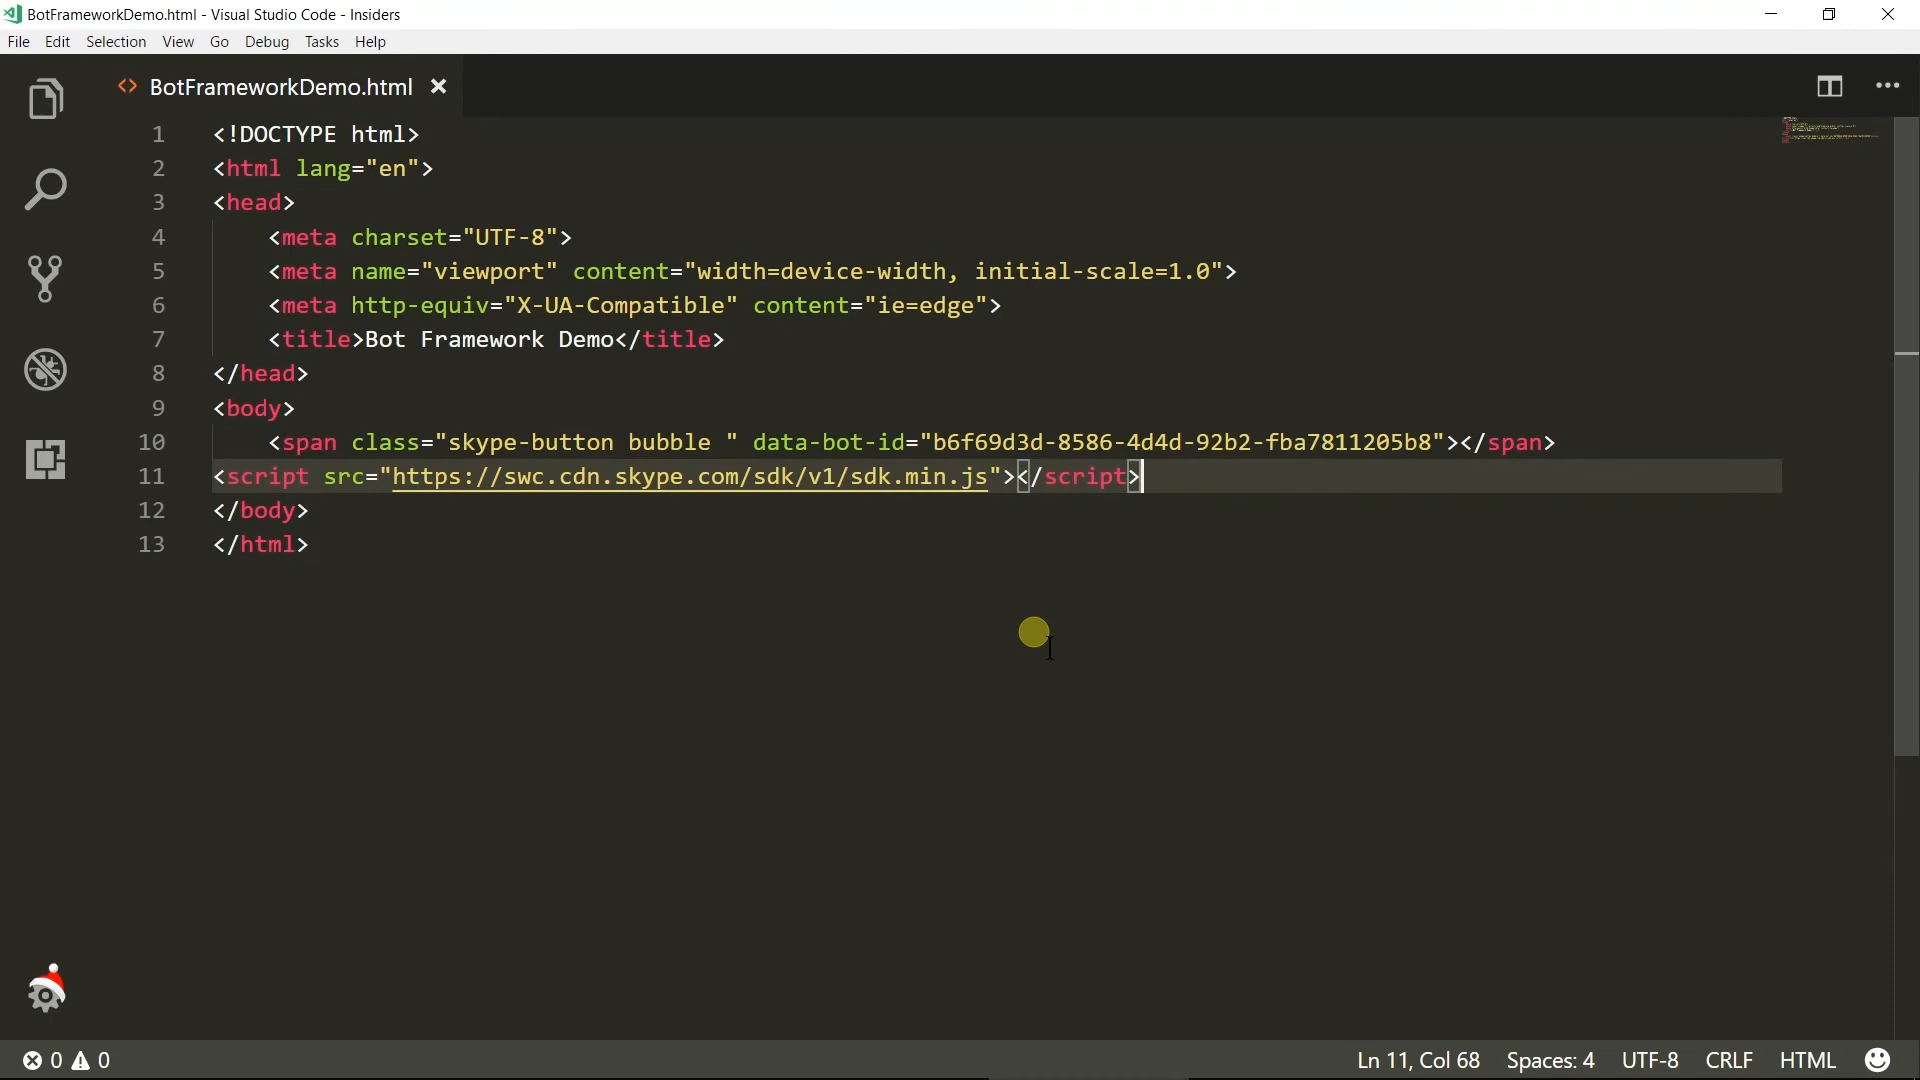 BotFrameworkDemo.html - Visual Studio Code - Insiders
File Edit Selection View Go Debug Tasks Help
<> BotFrameworkDemo.html
1 <!DOCTYPE html>
2 <html lang="en">
3 <head>
4     <meta charset="UTF-8">
5     <meta name="viewport" content="width=device-width, initial-scale=1.0">
6     <meta http-equiv="X-UA-Compatible" content="ie=edge">
7     <title>Bot Framework Demo</title>
8 </head>
9 <body>
10     <span class="skype-button bubble " data-bot-id="b6f69d3d-8586-4d4d-92b2-fba7811205b8"></span>
11 <script src="https://swc.cdn.skype.com/sdk/v1/sdk.min.js"></script>
12 </body>
13 </html>
0 0 Ln 11, Col 68 Spaces: 4 UTF-8 CRLF HTML